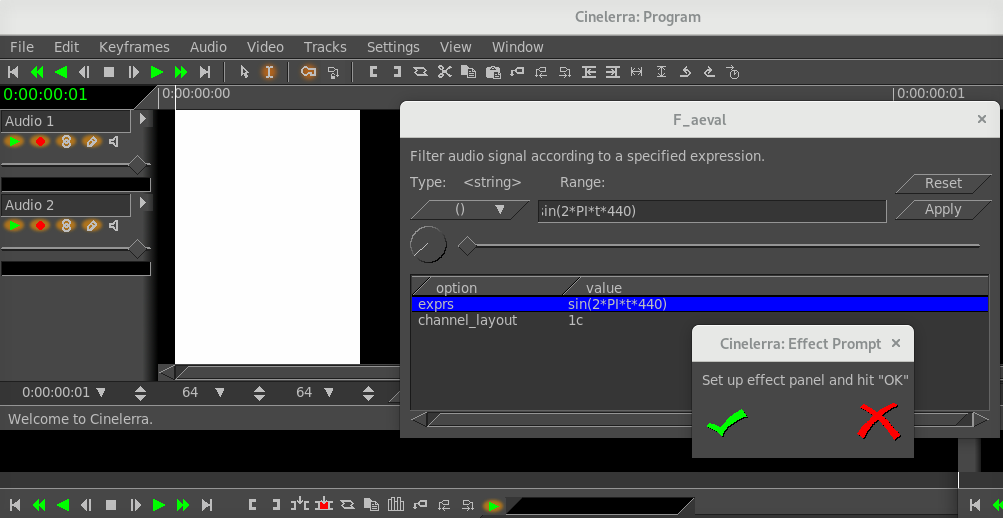 Cinelerra: Program
File Edit Keyframes Audio Video Tracks Settings View Window
0:00:00:01
0:00:00:00
0:00:00:01
Audio 1
Audio 2
F_aeval
Filter audio signal according to a specified expression.
Type: <string> Range:
Reset
() sin(2*PI*t*440)
Apply
option value
exprs sin(2*PI*t*440)
channel_layout 1c
Cinelerra: Effect Prompt
Set up effect panel and hit "OK"
0:00:00:01 64 64
Welcome to Cinelerra.